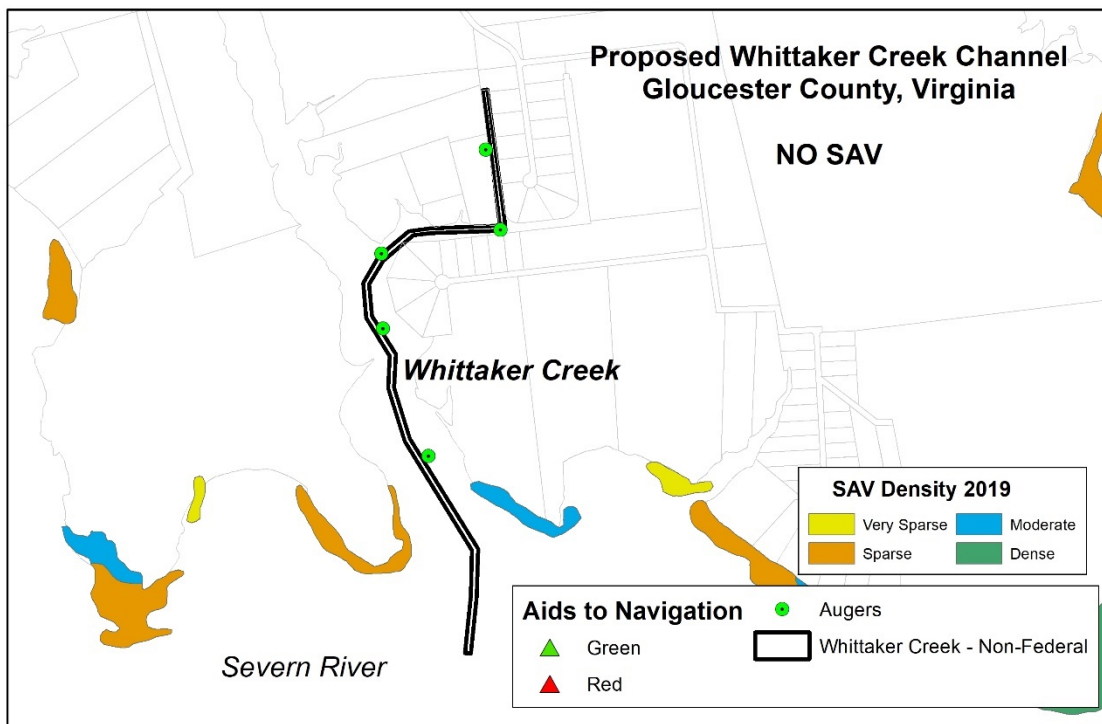 Proposed Whittaker Creek Channel
Gloucester County, Virginia
NO SAV
Whittaker Creek
SAV Density 2019
Very Sparse
Moderate
Sparse
Dense
Aids to Navigation
Augers
Green
Whittaker Creek - Non-Federal
Red
Severn River